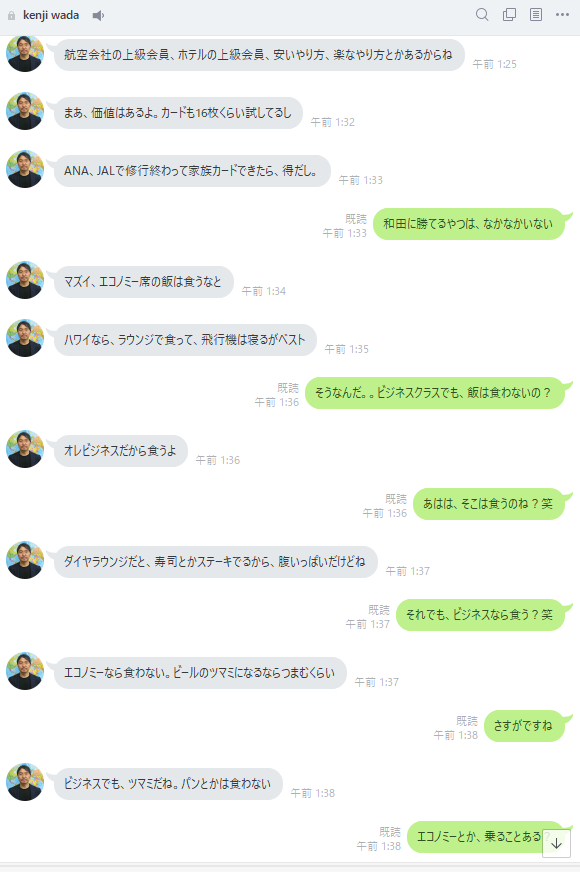 kenji wada
航空会社の上級会員、ホテルの上級会員、安いやり方、楽なやり方とかあるからね
午前 1:25
まあ、価値はあるよ。カードも16枚くらい試してるし
午前 1:32
ANA、JALで修行終わって家族カードできたら、得だし。
午前 1:33
既読
午前 1:33
和田に勝てるやつは、なかなかいない
マズイ、エコノミー席の飯は食うなと
午前 1:34
ハワイなら、ラウンジで食って、飛行機は寝るがベスト
午前 1:35
既読
午前 1:36
そうなんだ。。ビジネスクラスでも、飯は食わないの？
オレビジネスだから食うよ
午前 1:36
既読
午前 1:36
あはは、そこは食うのね？笑
ダイヤラウンジだと、寿司とかステーキでるから、腹いっぱいだけどね
午前 1:37
既読
午前 1:37
それでも、ビジネスなら食う？笑
エコノミーなら食わない。ビールのツマミになるならつまむくらい
午前 1:37
既読
午前 1:38
さすがですね
ビジネスでも、ツマミだね。パンとかは食わない
午前 1:38
既読
午前 1:38
エコノミーとか、乗ることある？